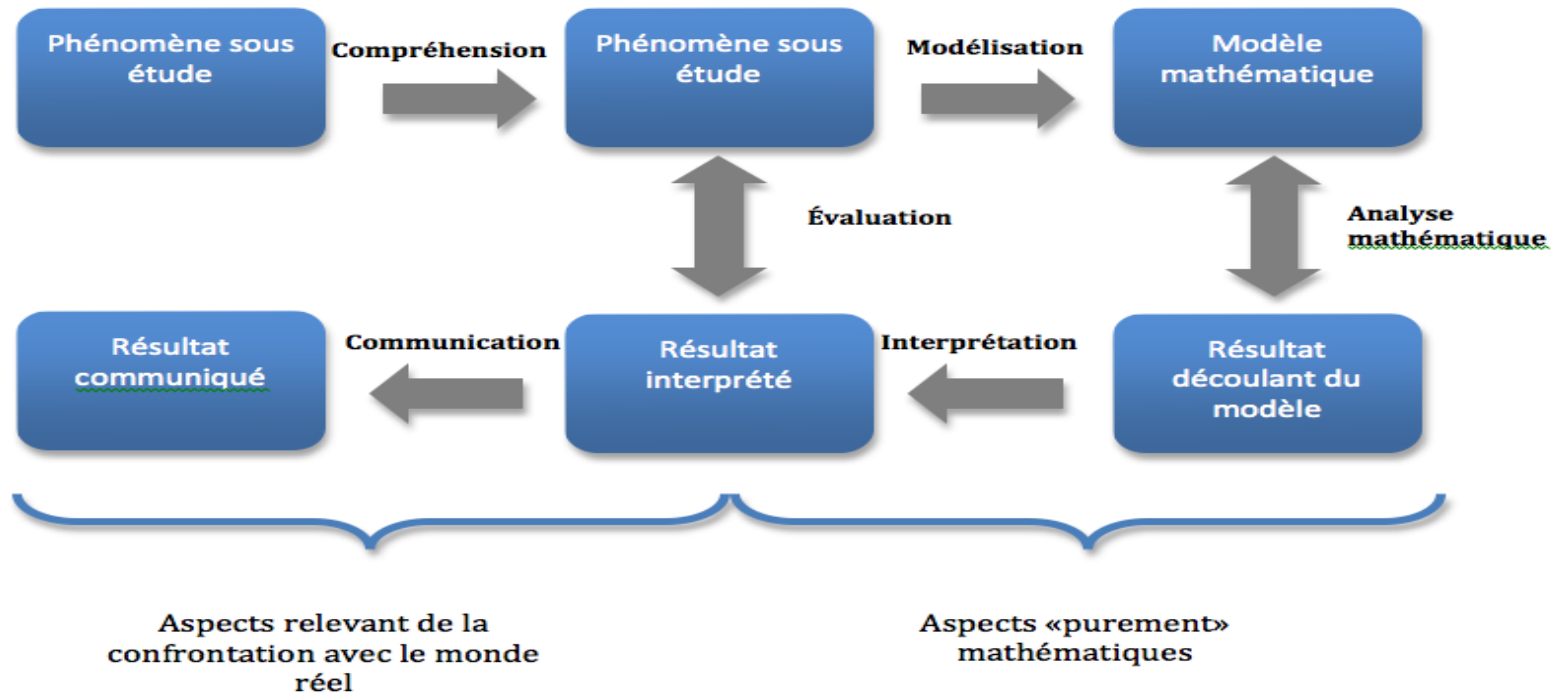 Phénomène sous
étude
Compréhension
Phénomène sous
étude
Modélisation
Modèle
mathématique
Évaluation
Analyse
mathématique
Résultat
communiqué
Communication
Résultat
interprété
Interprétation
Résultat
découlant du
modèle
Aspects relevant de la
confrontation avec le monde
réel
Aspects «purement»
mathématiques